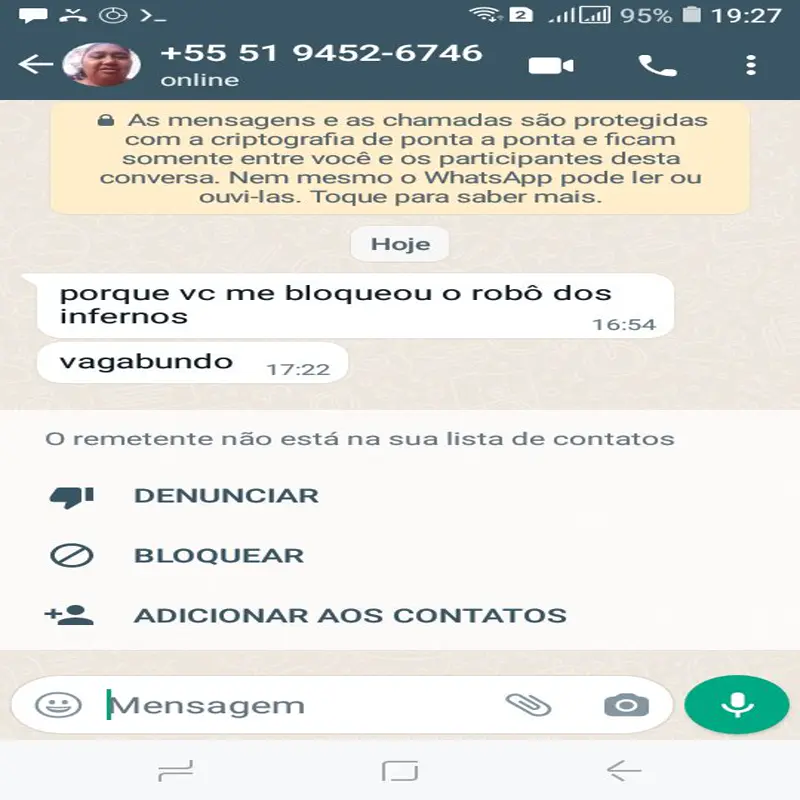 2 95% 19:27
+55 51 9452-6746
online
As mensagens e as chamadas são protegidas
com a criptografia de ponta a ponta e ficam
somente entre você e os participantes desta
conversa. Nem mesmo o WhatsApp pode ler ou
ouvi-las. Toque para saber mais.
Hoje
porque vc me bloqueou o robô dos
infernos
16:54
vagabundo 17:22
O remetente não está na sua lista de contatos
DENUNCIAR
BLOQUEAR
ADICIONAR AOS CONTATOS
Mensagem